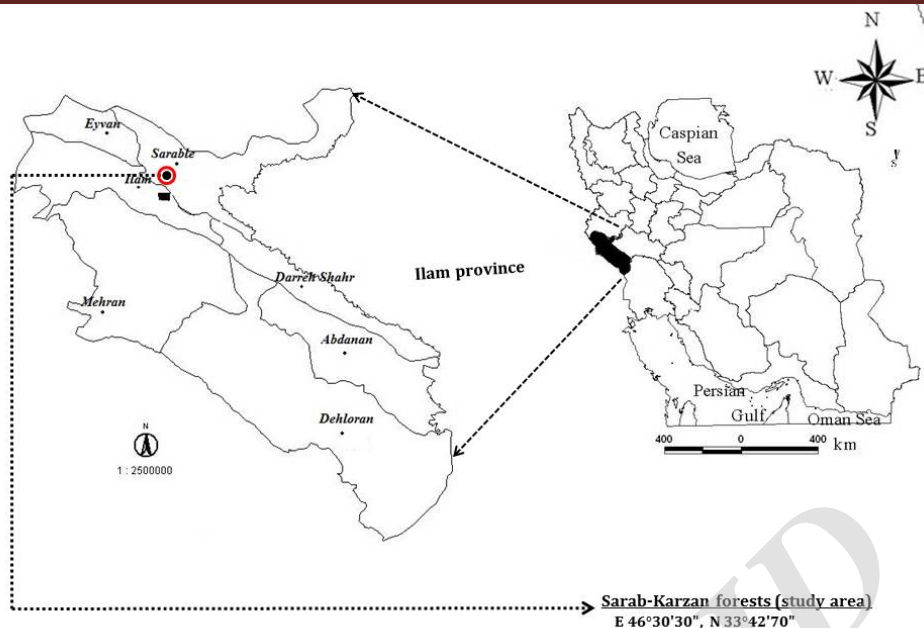 N
W
E
S
Caspian
Sea
Eyvan
Sarable
Ilam
Ilam province
Darreh Shahr
Mehran
Abdanan
Dehloran
N
1 : 2500000
Persian
Gulf
Oman Sea
400 0 400
km
Sarab-Karzan forests (study area)
E 46°30'30", N 33°42'70"